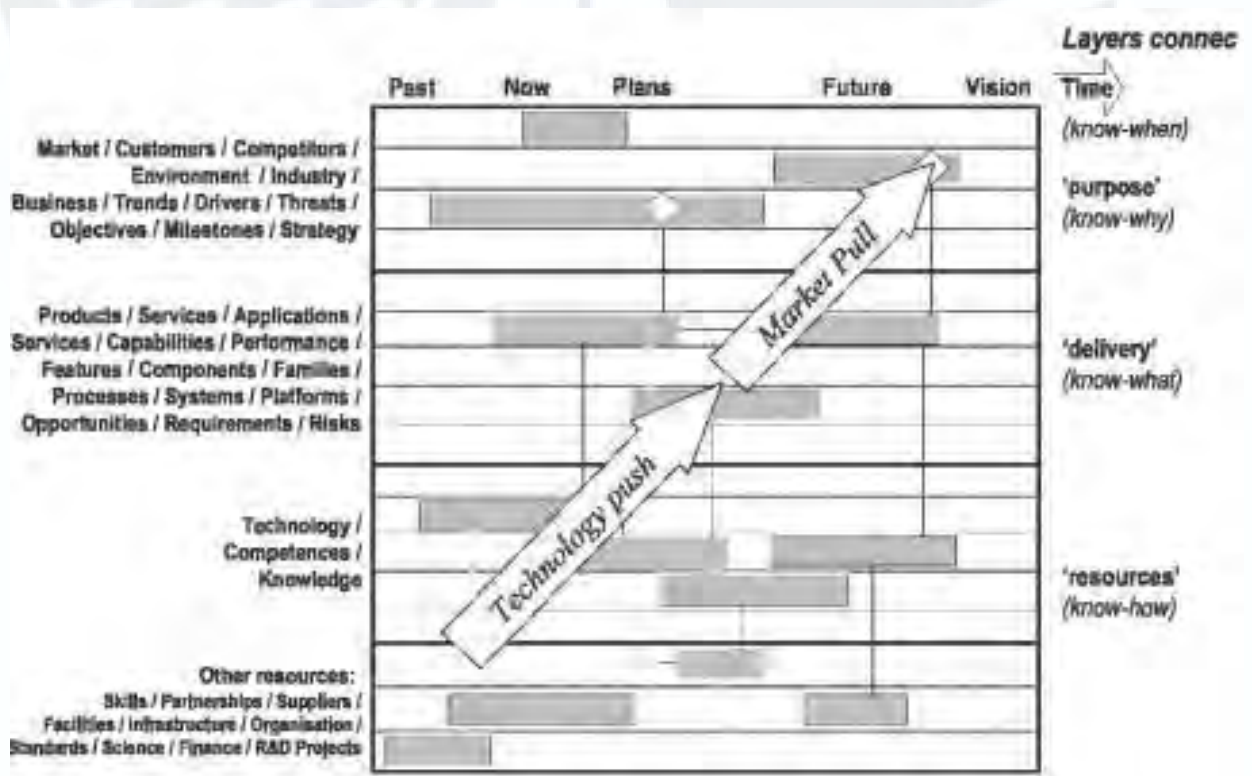 Layers connec
Past Now Plans Future Vision Time
(know-when)
Market / Customers / Competitors /
Environment / Industry /
Business / Trends / Drivers / Threats /
Objectives / Milestones / Strategy
'purpose'
(know-why)
Market Pull
Products / Services / Applications /
Services / Capabilities / Performance /
Features / Components / Families /
Processes / Systems / Platforms /
Opportunities / Requirements / Risks
'delivery'
(know-what)
Technology push
Technology /
Competences /
Knowledge
'resources'
(know-how)
Other resources:
Skills / Partnerships / Suppliers /
Facilities / Infrastructure / Organisation /
Standards / Science / Finance / R&D Projects